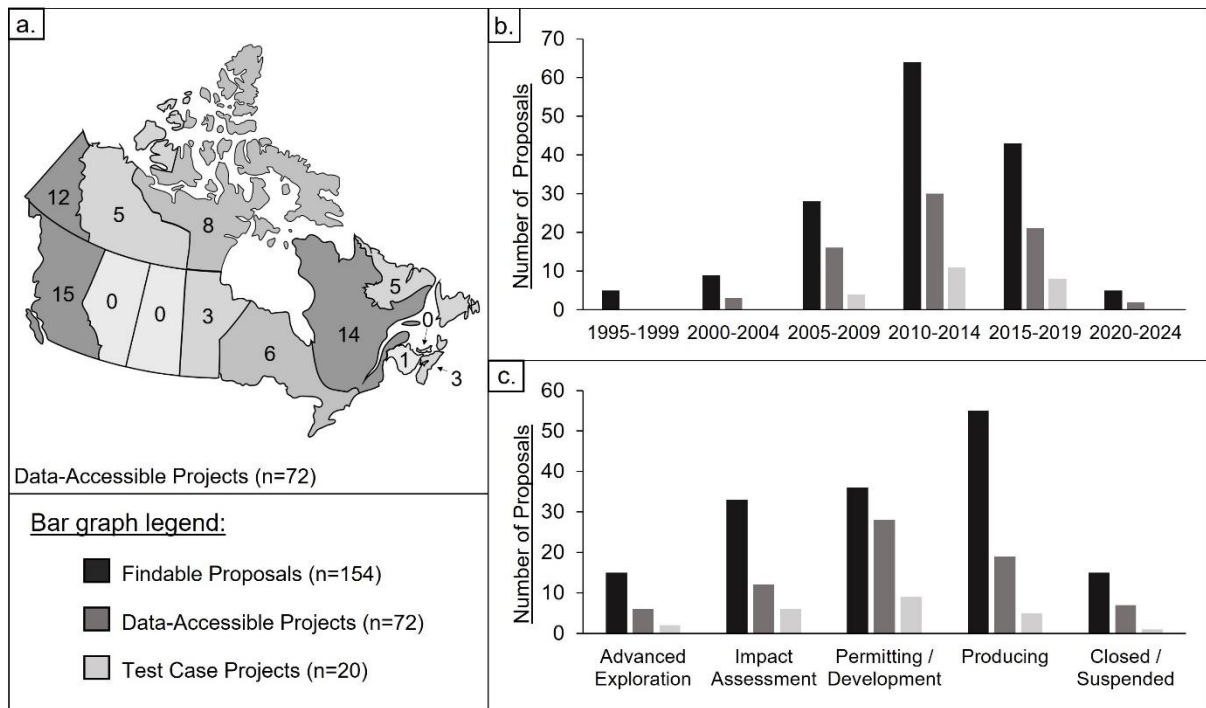 a.
12
5
8
15
0
0
3
6
14
5
0
1
3
Data-Accessible Projects (n=72)
Bar graph legend:
Findable Proposals (n=154)
Data-Accessible Projects (n=72)
Test Case Projects (n=20)
b.
Number of Proposals
70
60
50
40
30
20
10
0
1995-1999 2000-2004 2005-2009 2010-2014 2015-2019 2020-2024
c.
Number of Proposals
60
50
40
30
20
10
0
Advanced Exploration
Impact Assessment
Permitting / Development
Producing
Closed / Suspended